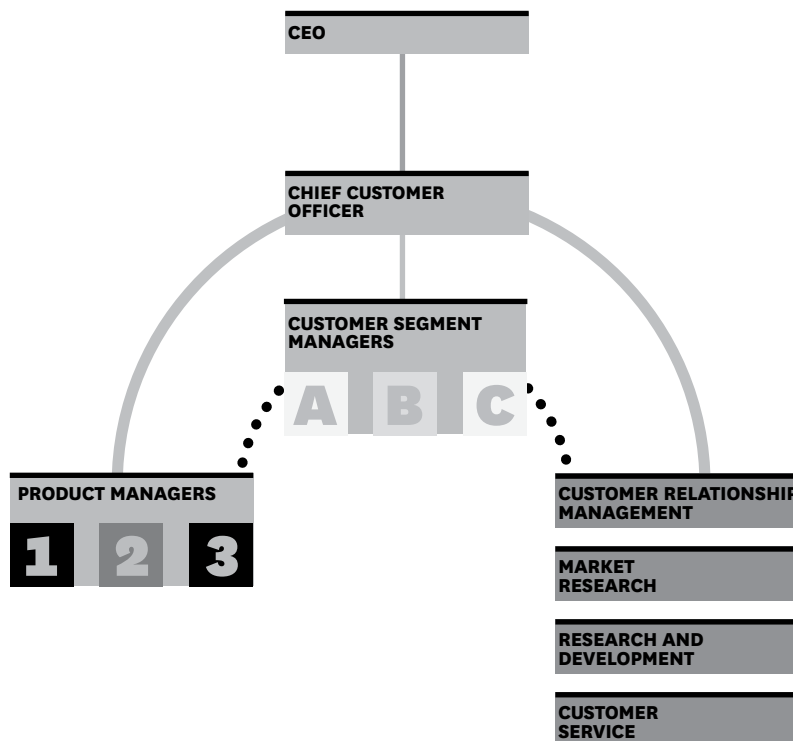 CEO
CHIEF CUSTOMER
OFFICER
CUSTOMER SEGMENT
MANAGERS
A B C
PRODUCT MANAGERS
1 2 3
CUSTOMER RELATIONSHIP
MANAGEMENT
MARKET
RESEARCH
RESEARCH AND
DEVELOPMENT
CUSTOMER
SERVICE